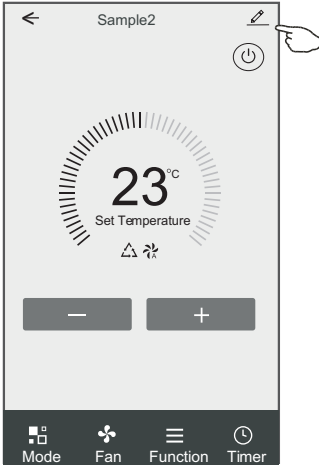 Sample2
23°C
Set Temperature
A
Mode Fan Function Timer